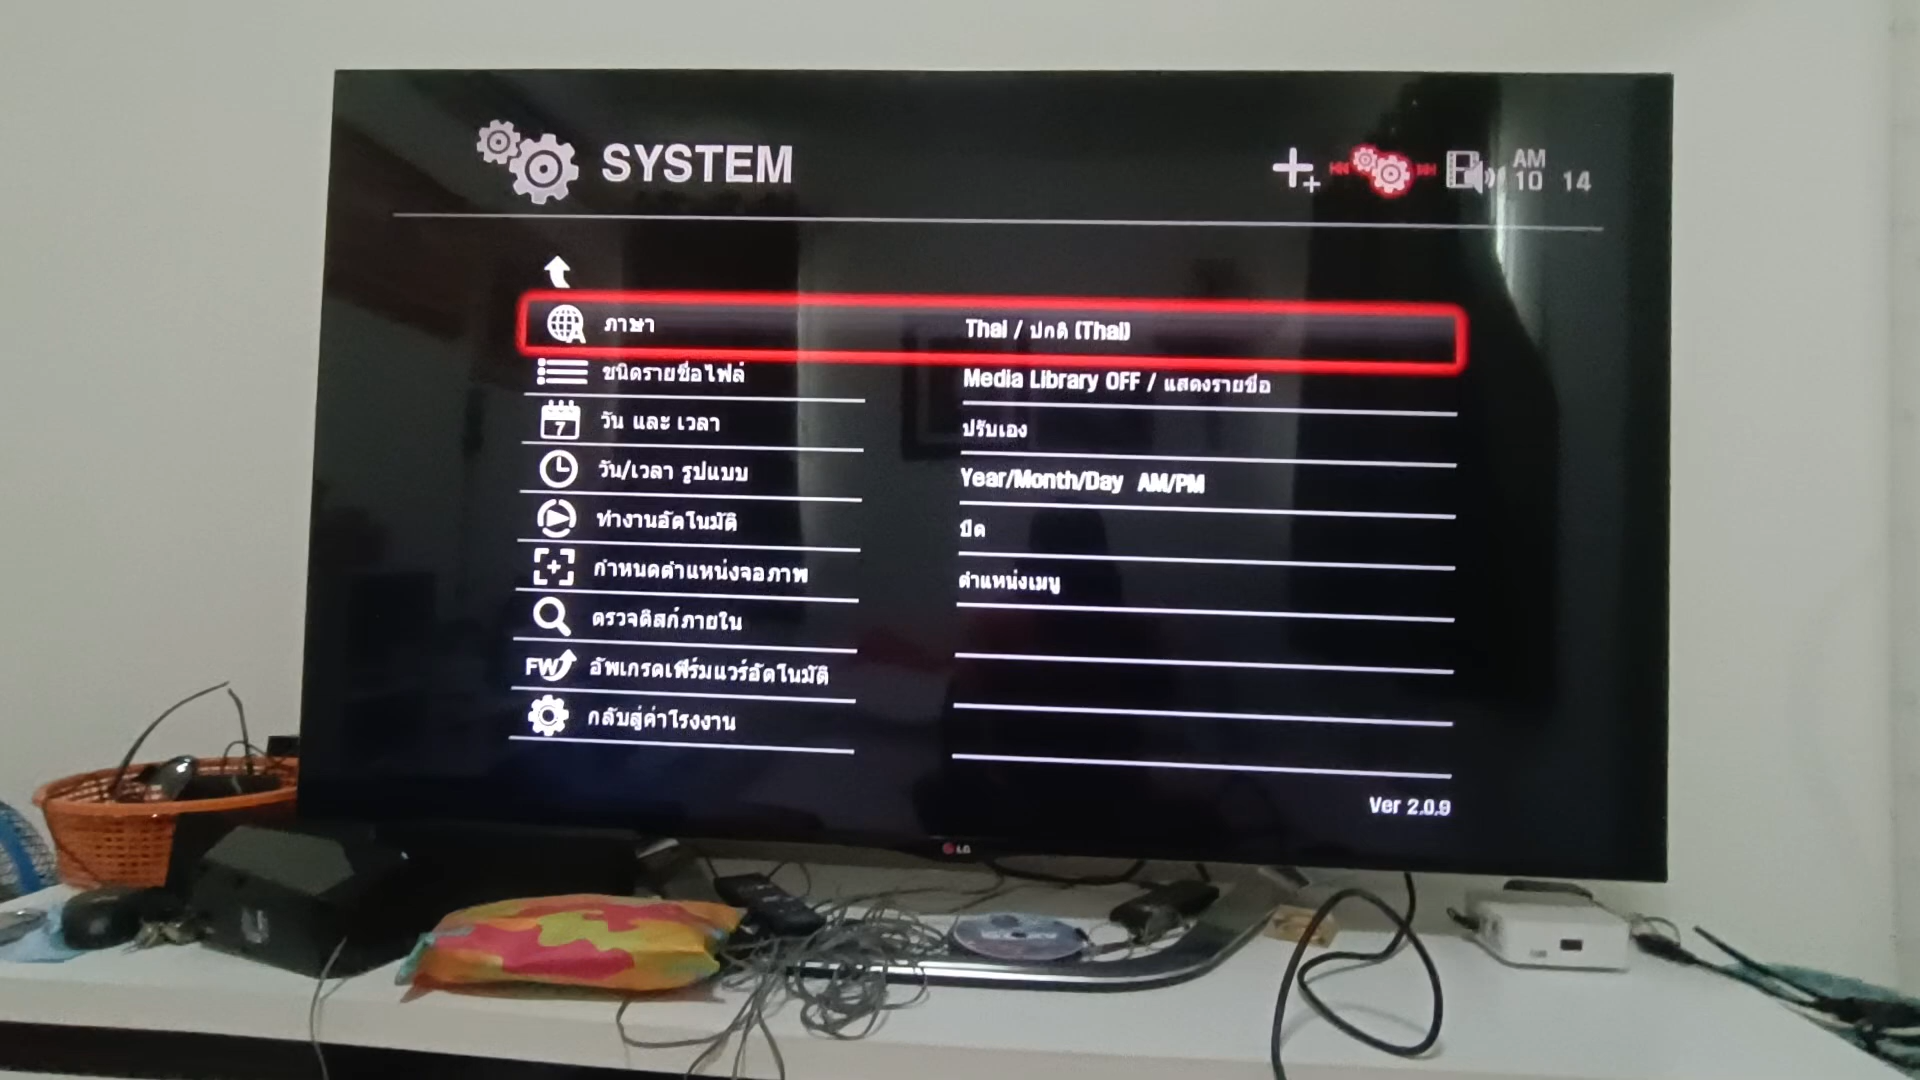 SYSTEM
AM
10 14
ภาษา Thai / ปกติ (Thai)
ชนิดรายชื่อไฟล์ Media Library OFF / แสดงรายชื่อ
7 วัน และ เวลา ปรับเอง
วัน/เวลา รูปแบบ Year/Month/Day AM/PM
ทำงานอัตโนมัติ ปิด
กำหนดตำแหน่งจอภาพ ตำแหน่งเมนู
ตรวจดิสก์ภายใน
FW อัพเกรดเฟิร์มแวร์อัตโนมัติ
กลับสู่ค่าโรงงาน
Ver 2.0.9
LG